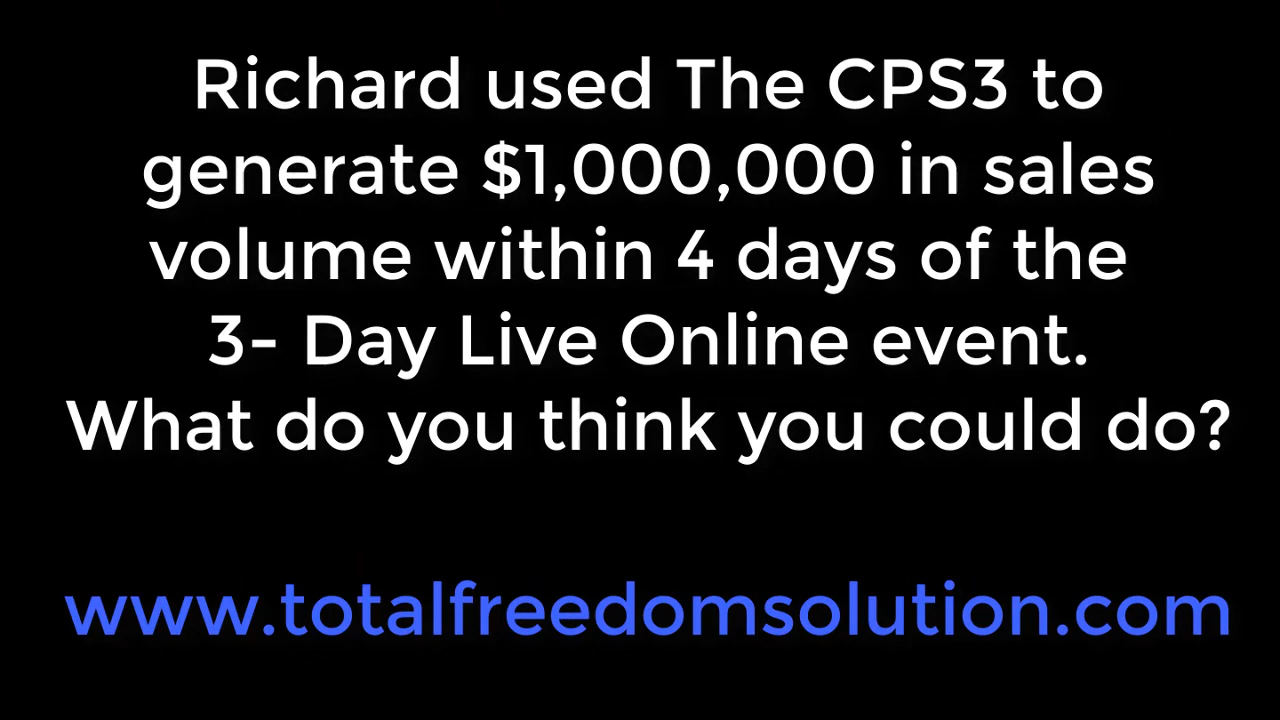 Richard used The CPS3 to
generate $1,000,000 in sales
volume within 4 days of the
3- Day Live Online event.
What do you think you could do?
www.totalfreedomsolution.com